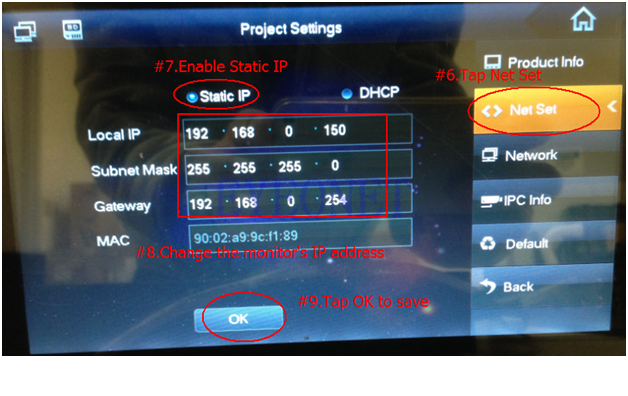 Project Settings
#7.Enable Static IP
Product Info
#6.Tap Net Set
Static IP
DHCP
Net Set
Local IP
192 . 168 . 0 . 150
Network
Subnet Mask
255 . 255 . 255 . 0
IPC Info
Gateway
192 . 168 . 0 . 254
MAC
90:02:a9:9c:f1:89
Default
#8.Change the monitor's IP address
Back
#9.Tap OK to save
OK